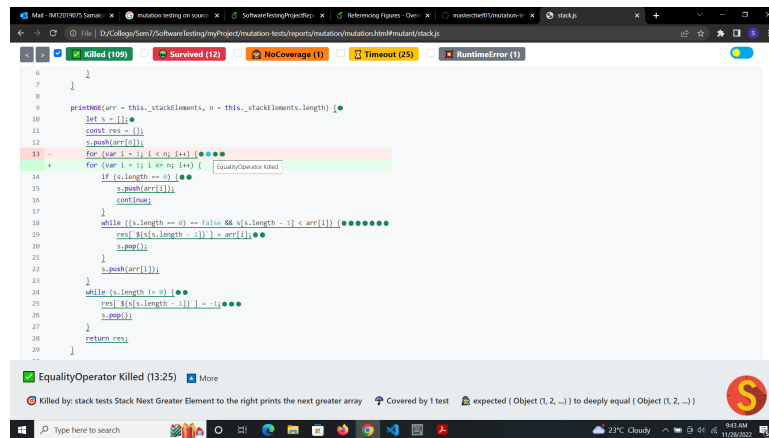 Mail - IMT2019075 Samaks
mutation testing on source
SoftwareTestingProjectRep
Referencing Figures - Over
masterchief01/mutation-te
stack.js
File | D:/College/Sem7/SoftwareTesting/myProject/mutation-tests/reports/mutation/mutation.html#mutant/stack.js
< > Killed (109) Survived (12) NoCoverage (1) Timeout (25) RuntimeError (1)
6 }
7 }
8
9 printNGE(arr = this._stackElements, n = this._stackElements.length) {
10 let s = [];
11 const res = {};
12 s.push(arr[0]);
13 - for (var i = 1; i < n; i++) {
+ for (var i = 1; i <= n; i++) {
EqualityOperator Killed
14 if (s.length == 0) {
15 s.push(arr[i]);
16 continue;
17 }
18 while ((s.length == 0) == false && s[s.length - 1] < arr[i]) {
19 res[`${s[s.length - 1]}`] = arr[i];
20 s.pop();
21 }
22 s.push(arr[i]);
23 }
24 while (s.length != 0) {
25 res[`${s[s.length - 1]}`] = -1;
26 s.pop();
27 }
28 return res;
29 }
EqualityOperator Killed (13:25) More
Killed by: stack tests Stack Next Greater Element to the right prints the next greater array Covered by 1 test expected { Object (1, 2, ...) } to deeply equal { Object (1, 2, ...) }
Type here to search
23°C Cloudy
9:43 AM
11/28/2022